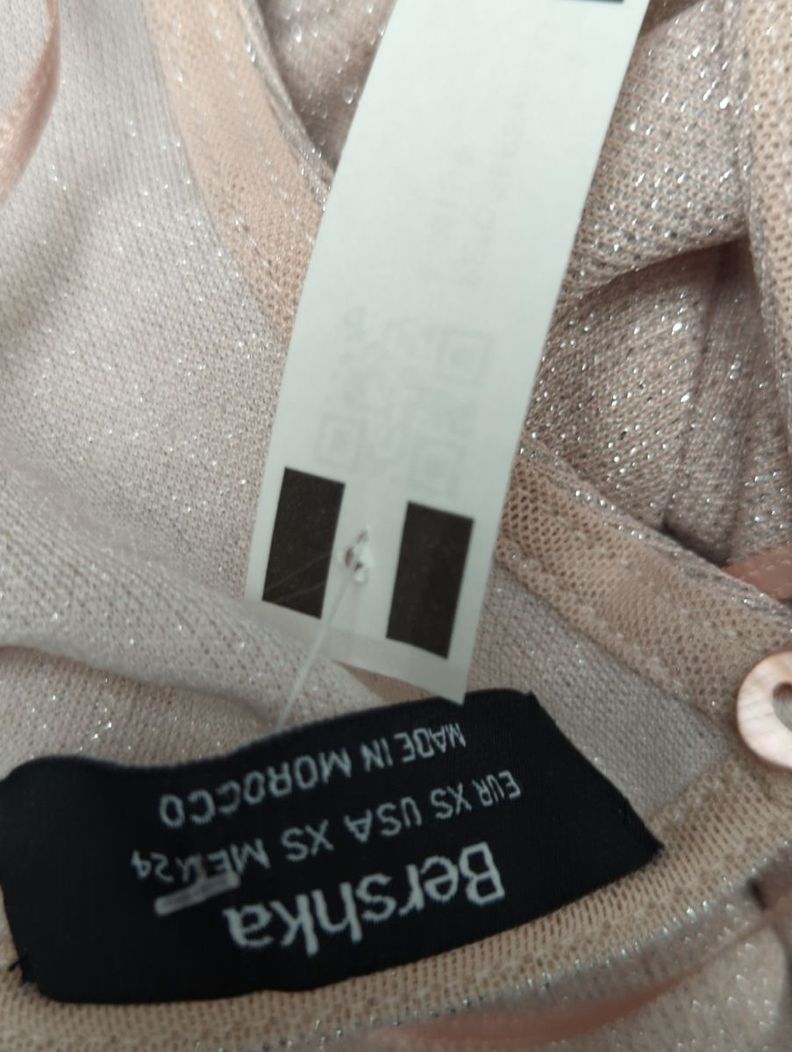 Bershka
EUR XS USA XS MEX 24
MADE IN MOROCCO